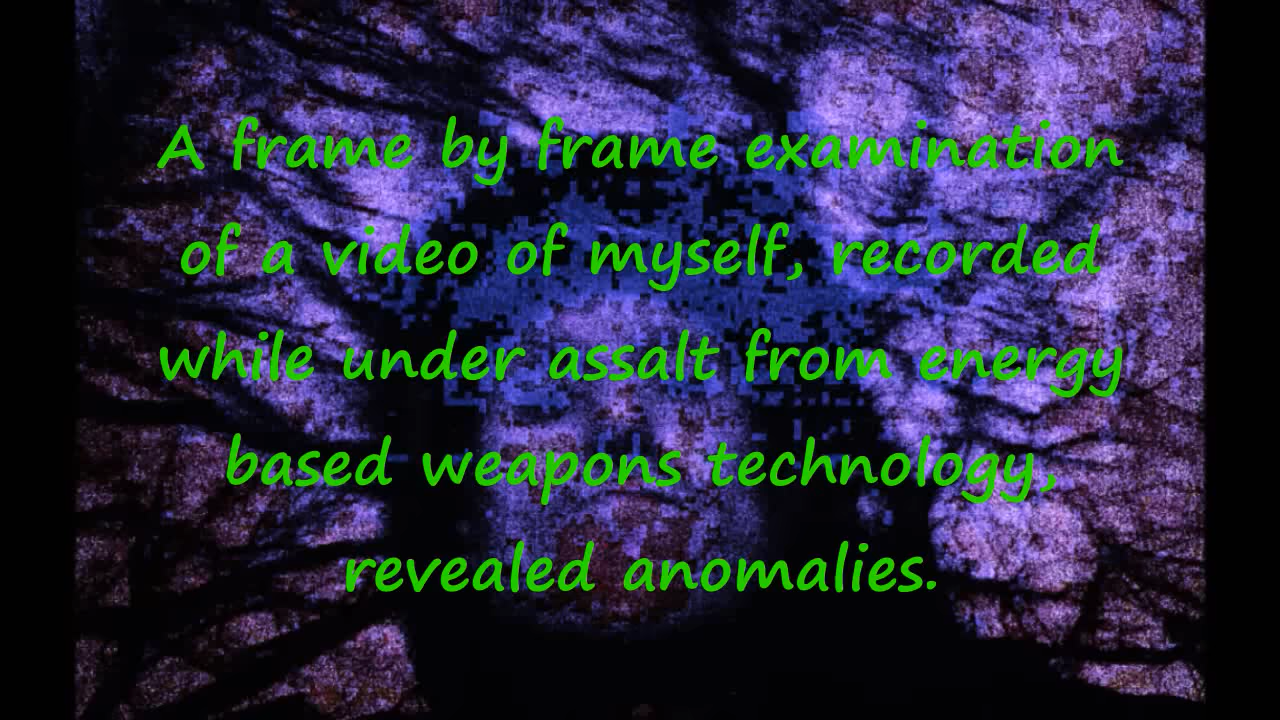 A frame by frame examination
of a video of myself, recorded
while under assalt from energy
based weapons technology,
revealed anomalies.